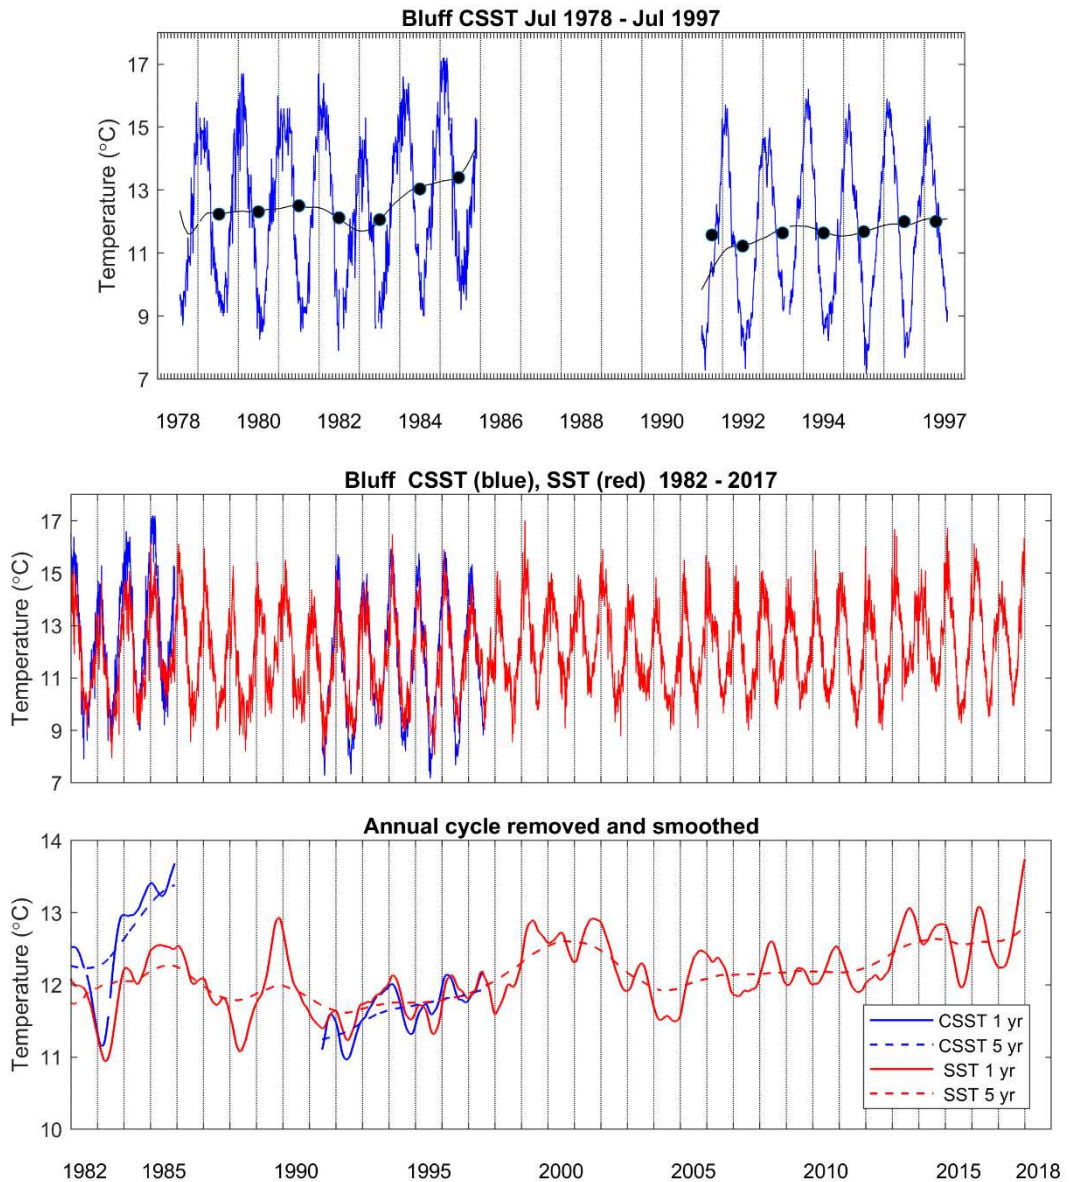 Bluff CSST Jul 1978 - Jul 1997
Temperature (°C)
17
15
13
11
9
7
1978 1980 1982 1984 1986 1988 1990 1992 1994 1997
Bluff CSST (blue), SST (red) 1982 - 2017
Temperature (°C)
17
15
13
11
9
7
Annual cycle removed and smoothed
Temperature (°C)
14
13
12
11
10
CSST 1 yr
CSST 5 yr
SST 1 yr
SST 5 yr
1982 1985 1990 1995 2000 2005 2010 2015 2018